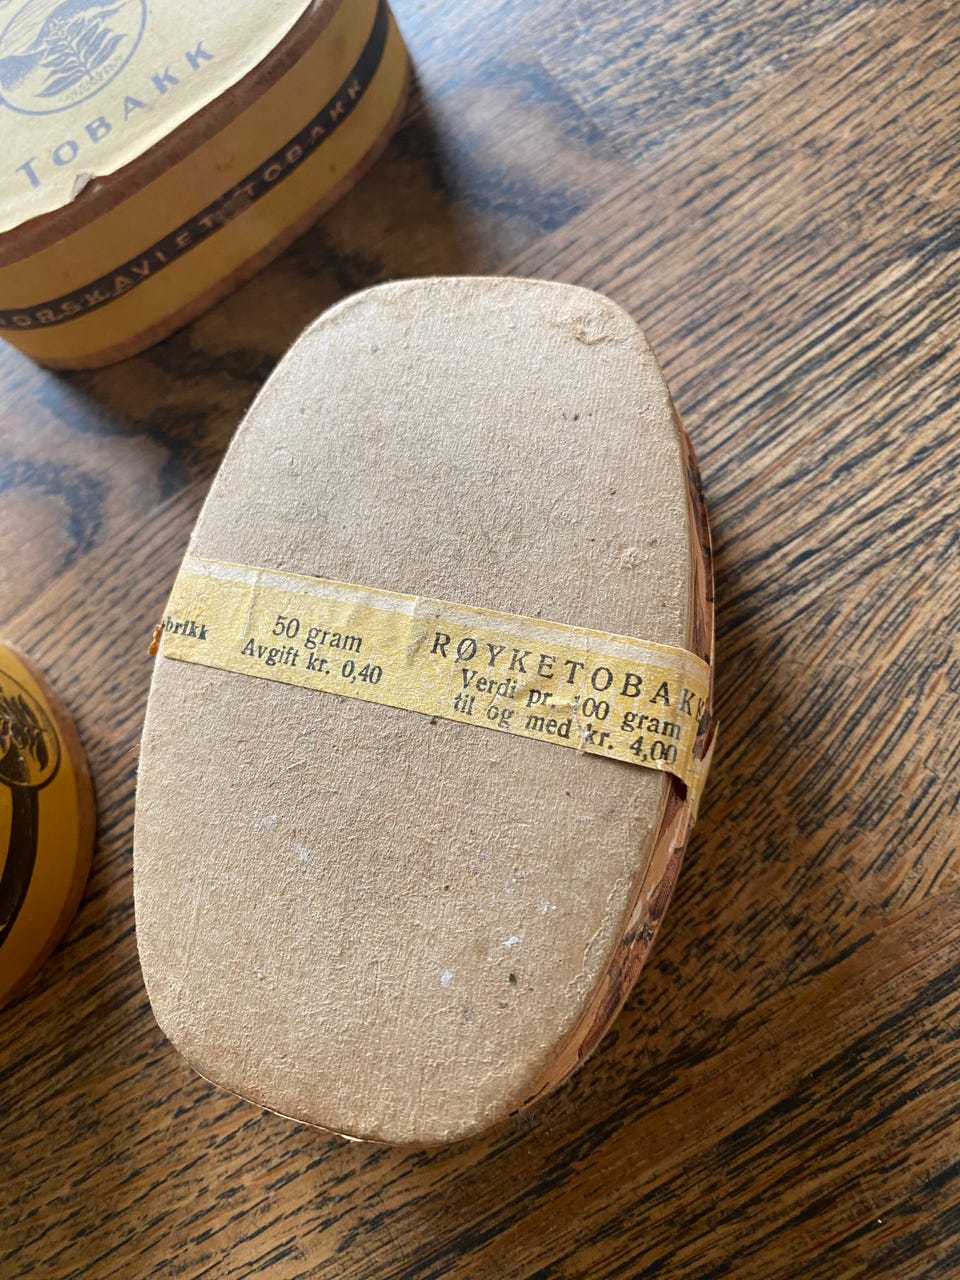 TOBAKK
NORSKAVLET TOBAKK
50 gram
Avgift kr. 0,40
RØYKETOBAKK
Verdi pr. 100 gram
til og med kr. 4,00